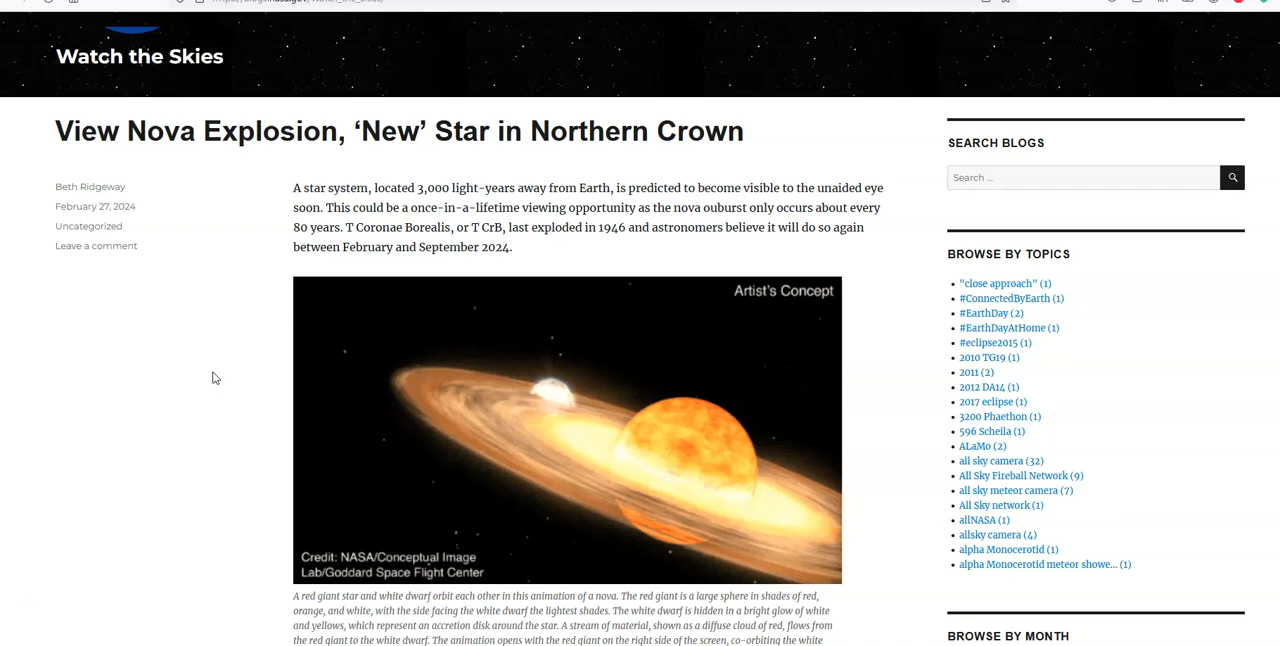 Watch the Skies
View Nova Explosion, ‘New’ Star in Northern Crown
Beth Ridgeway
February 27, 2024
Uncategorized
Leave a comment
A star system, located 3,000 light-years away from Earth, is predicted to become visible to the unaided eye
soon. This could be a once-in-a-lifetime viewing opportunity as the nova ouburst only occurs about every
80 years. T Coronae Borealis, or T CrB, last exploded in 1946 and astronomers believe it will do so again
between February and September 2024.
Artist's Concept
Credit: NASA/Conceptual Image
Lab/Goddard Space Flight Center
A red giant star and white dwarf orbit each other in this animation of a nova. The red giant is a large sphere in shades of red,
orange, and white, with the side facing the white dwarf the lightest shades. The white dwarf is hidden in a bright glow of white
and yellows, which represent an accretion disk around the star. A stream of material, shown as a diffuse cloud of red, flows from
the red giant to the white dwarf. The animation opens with the red giant on the right side of the screen, co-orbiting the white
SEARCH BLOGS
Search ...
BROWSE BY TOPICS
"close approach" (1)
#ConnectedByEarth (1)
#EarthDay (2)
#EarthDayAtHome (1)
#eclipse2015 (1)
2010 TG19 (1)
2011 (2)
2012 DA14 (1)
2017 eclipse (1)
3200 Phaethon (1)
596 Scheila (1)
ALaMo (2)
all sky camera (32)
All Sky Fireball Network (9)
all sky meteor camera (7)
All Sky network (1)
allNASA (1)
allsky camera (4)
alpha Monocerotid (1)
alpha Monocerotid meteor showe... (1)
BROWSE BY MONTH